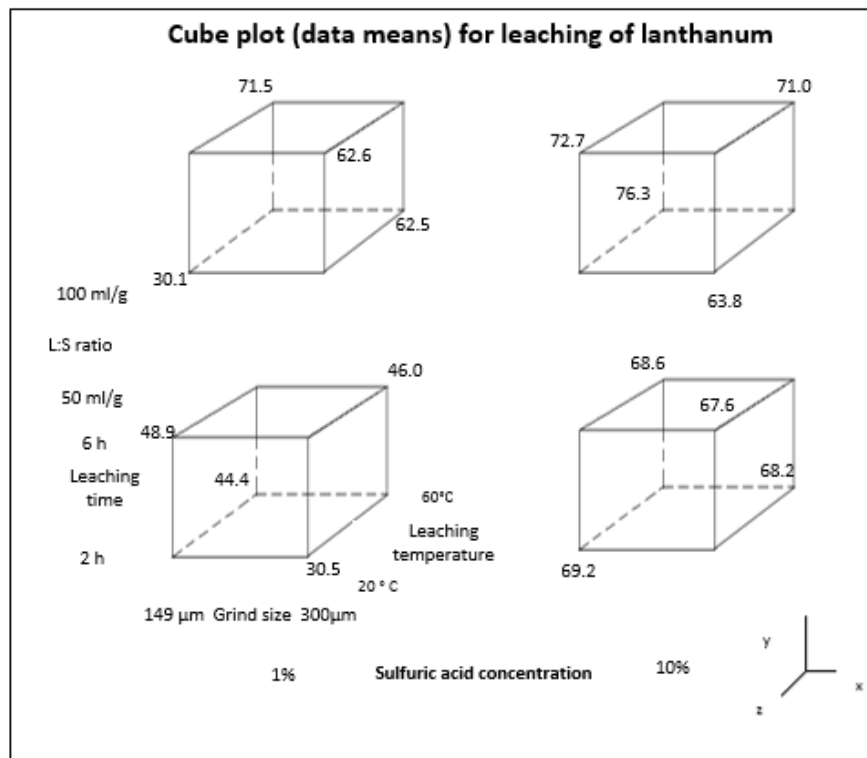 Cube plot (data means) for leaching of lanthanum
71.5
71.0
62.6
72.7
76.3
62.5
30.1
63.8
100 ml/g
L:S ratio
50 ml/g
46.0
68.6
67.6
48.9
6 h
Leaching
time
44.4
68.2
60°C
Leaching
temperature
2 h
30.5
69.2
20 ° C
149 µm Grind size 300µm
1%
Sulfuric acid concentration
10%
y
x
z